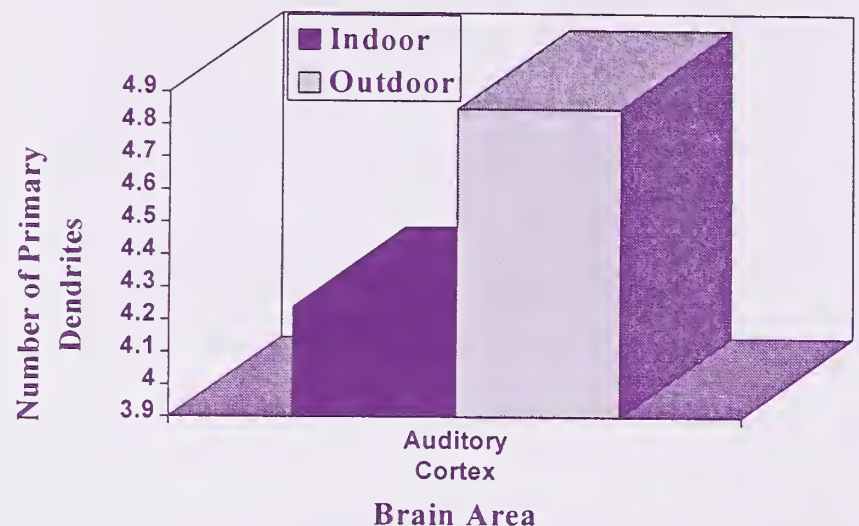 Indoor
Outdoor
4.9
4.8
4.7
4.6
4.5
4.4
4.3
4.2
4.1
4
3.9
Number of Primary
Dendrites
Auditory
Cortex
Brain Area